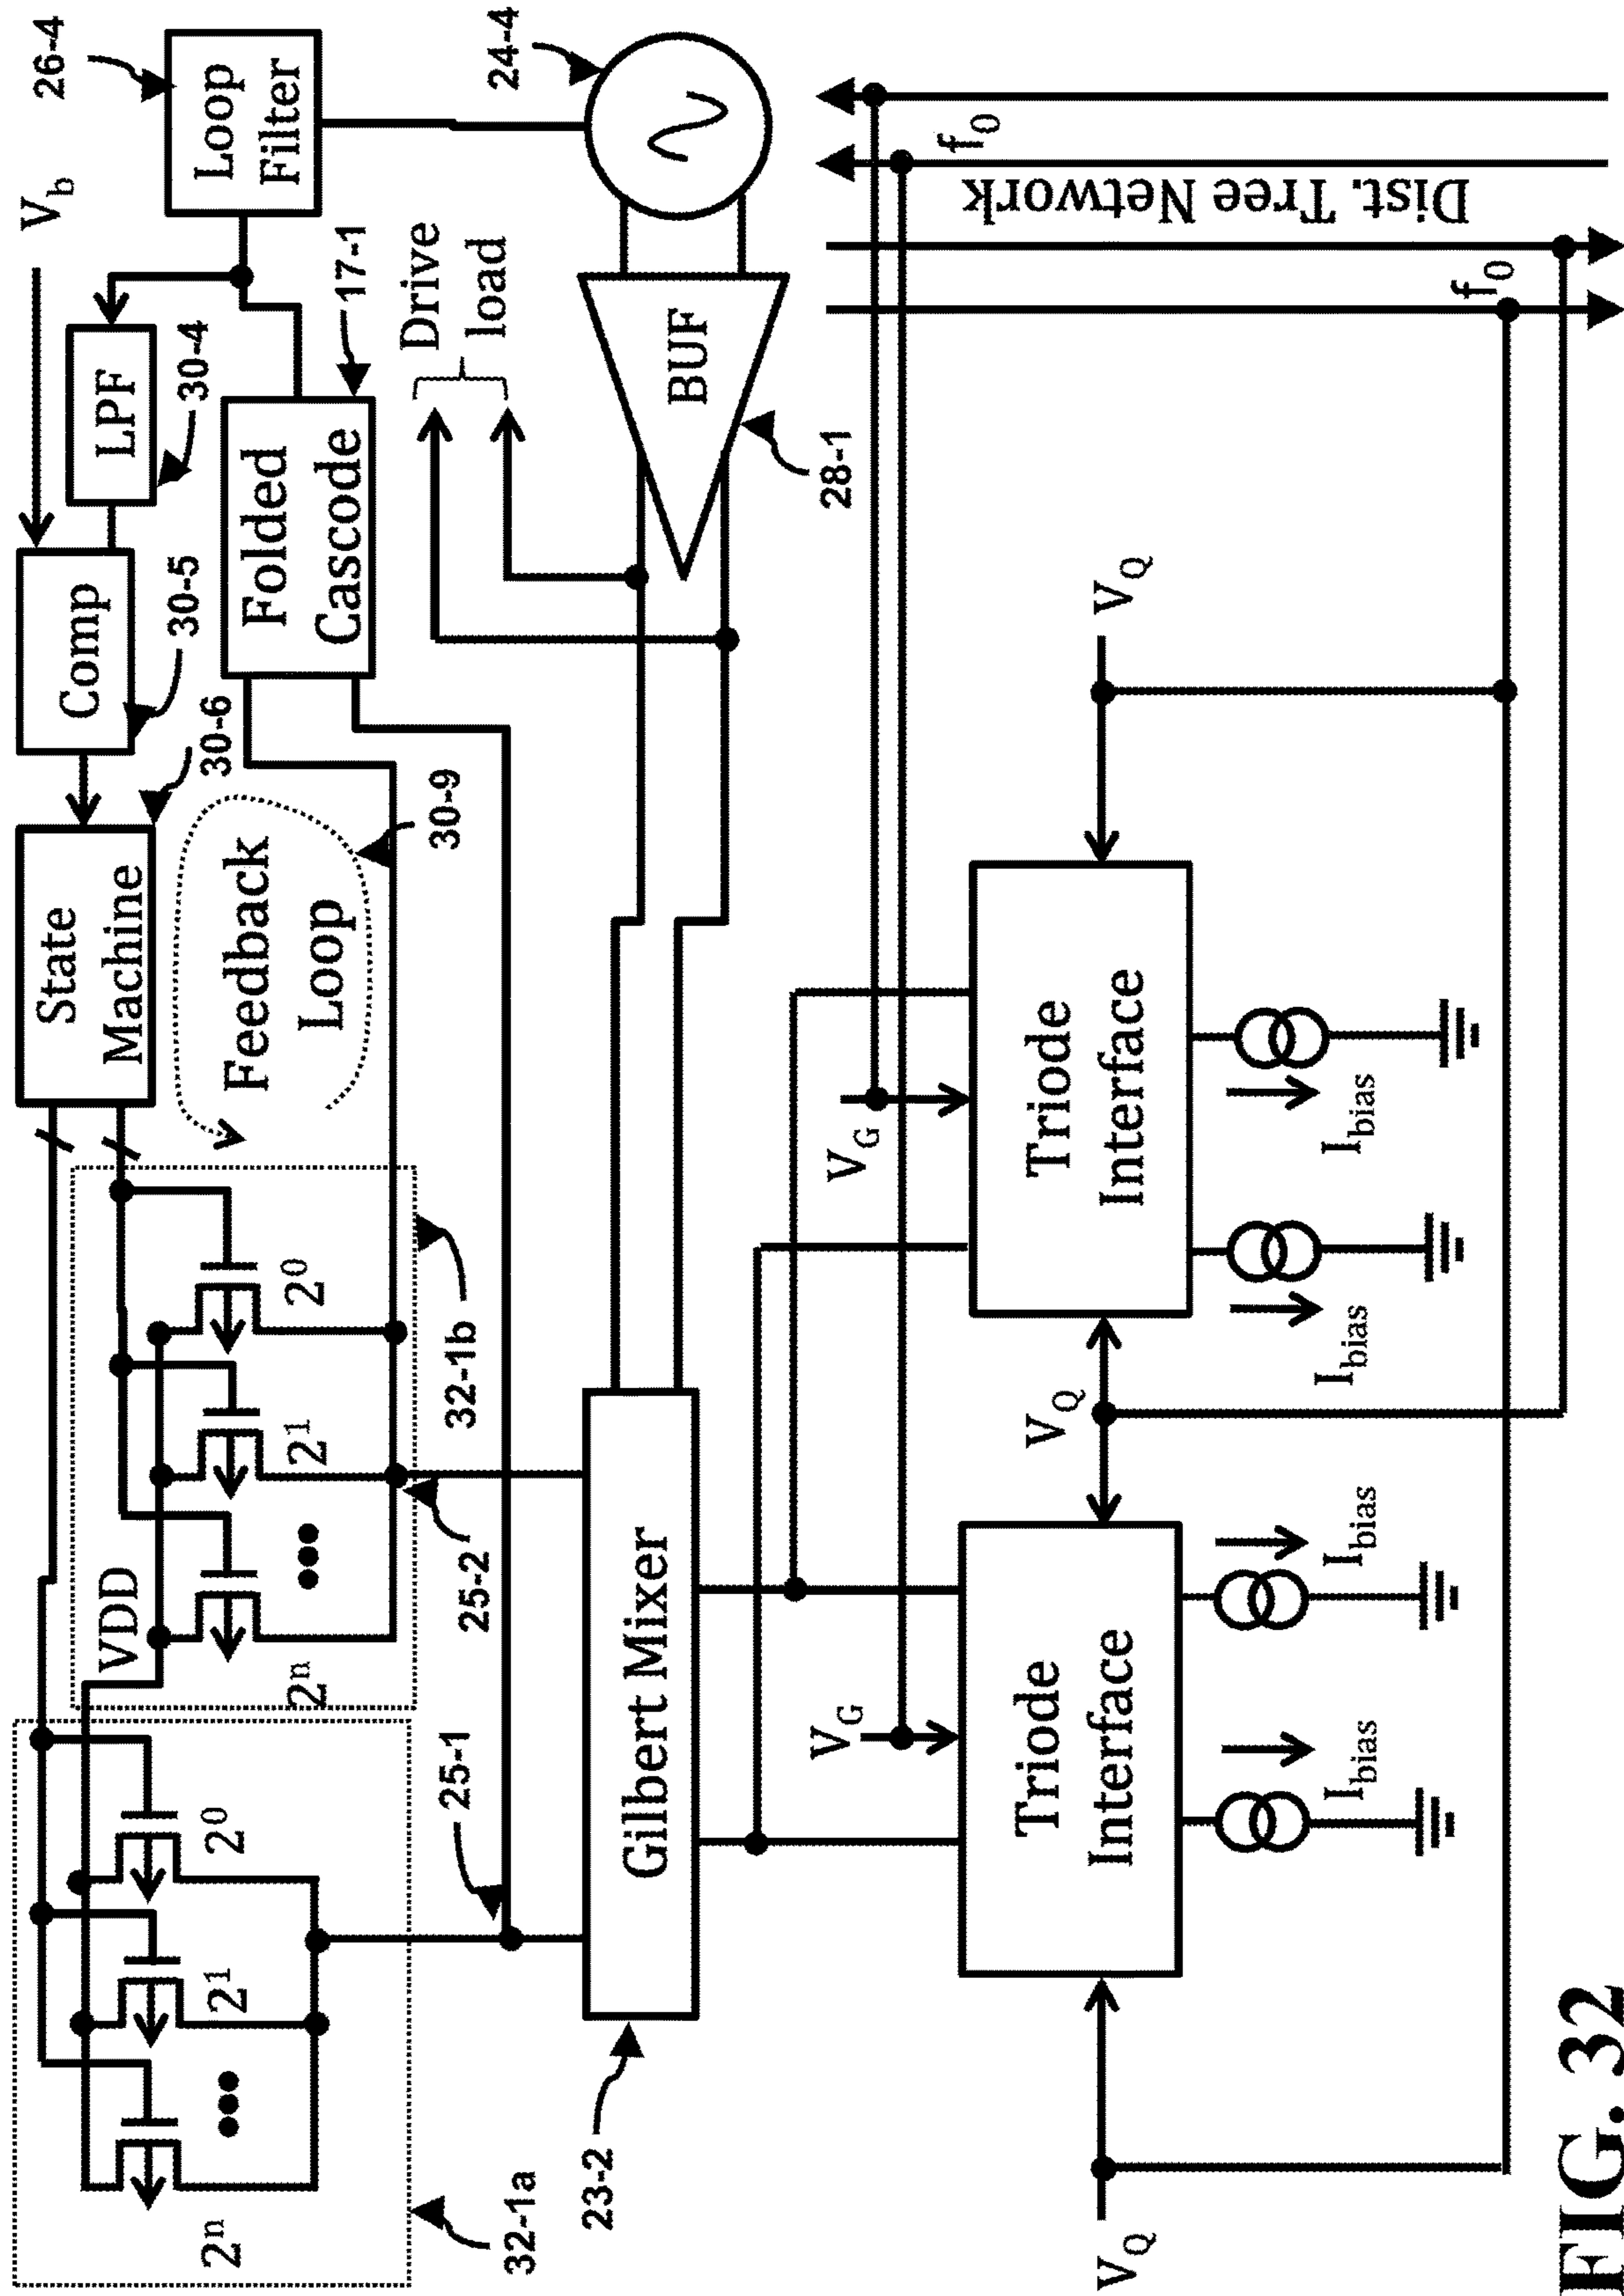 26-4
V_b
Loop
Filter
24-4
LPF
30-4
17-1
Drive
load
Comp
30-5
Folded
Cascode
BUF
28-1
State
Machine
30-6
Feedback
Loop
30-9
f_0
Dist. Tree Network
f_0
VDD
2^n
2^1
2^0
32-1b
2^n
2^1
2^0
32-1a
25-1
25-2
Gilbert Mixer
23-2
V_G
V_G
V_Q
V_Q
V_Q
Triode
Interface
Triode
Interface
I_bias
I_bias
I_bias
I_bias
FIG. 32